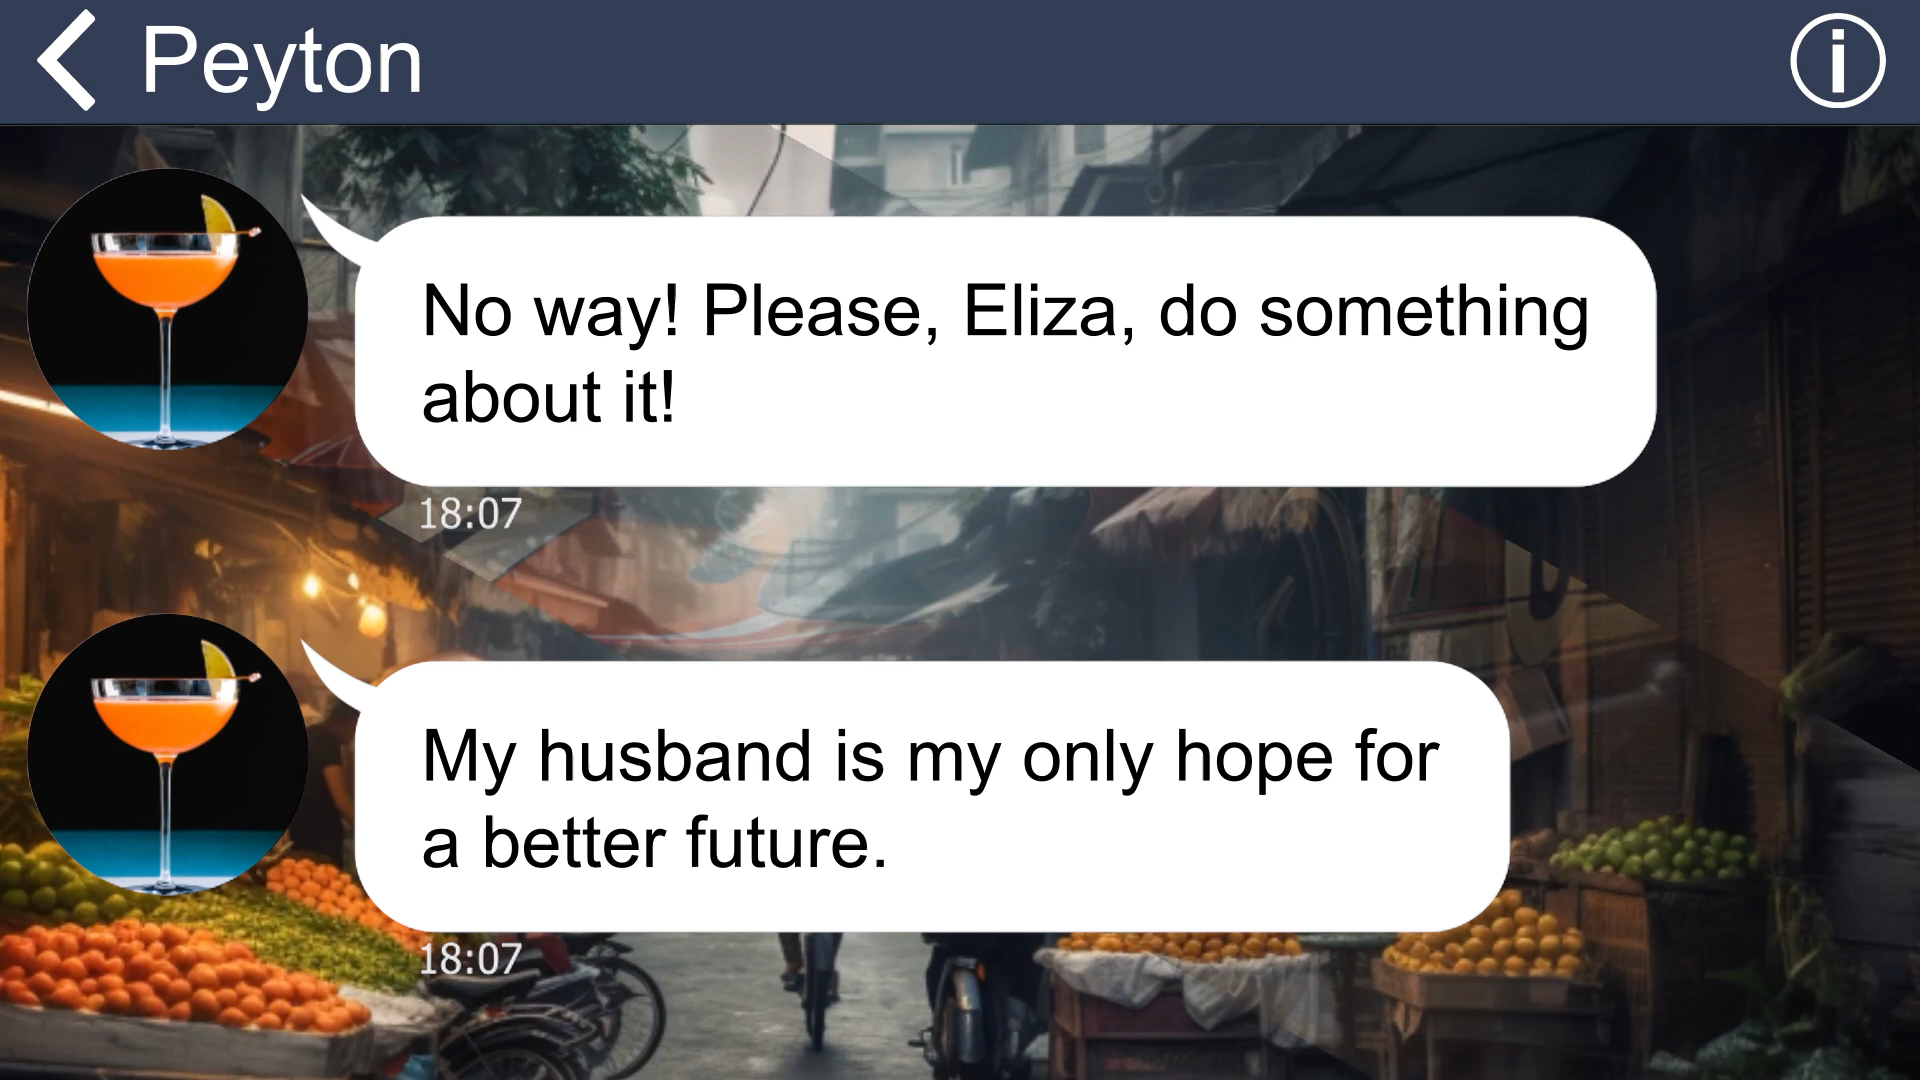 Peyton
No way! Please, Eliza, do something
about it!
18:07
My husband is my only hope for
a better future.
18:07